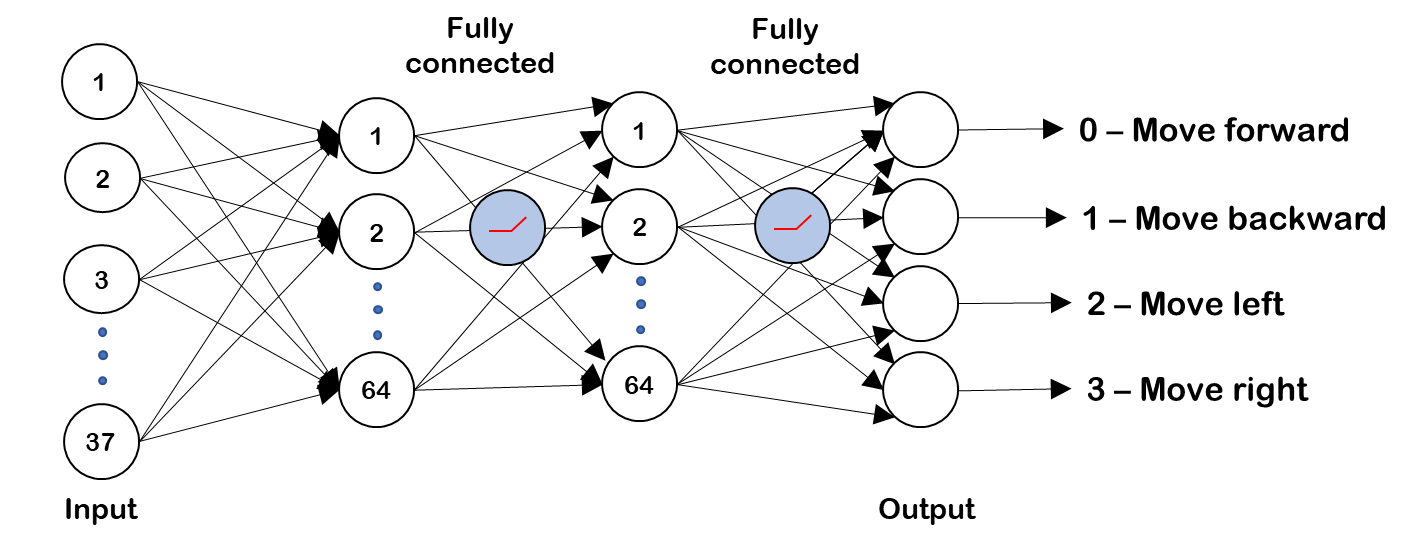 Fully
connected
Fully
connected
1
2
3
37
1
2
64
1
2
64
0 – Move forward
1 – Move backward
2 – Move left
3 – Move right
Input
Output